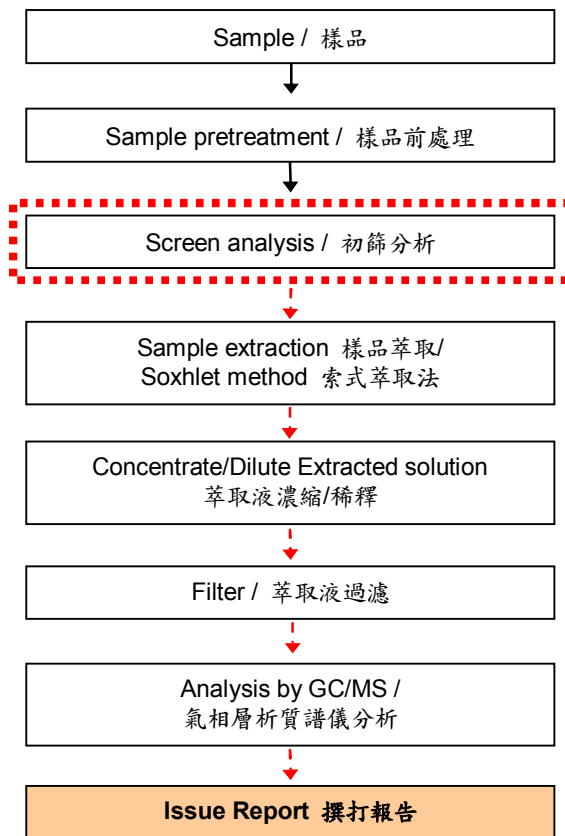 Sample / 樣品
Sample pretreatment / 樣品前處理
Screen analysis / 初篩分析
Sample extraction 樣品萃取/
Soxhlet method 索式萃取法
Concentrate/Dilute Extracted solution
萃取液濃縮/稀釋
Filter / 萃取液過濾
Analysis by GC/MS /
氣相層析質譜儀分析
Issue Report 撰打報告